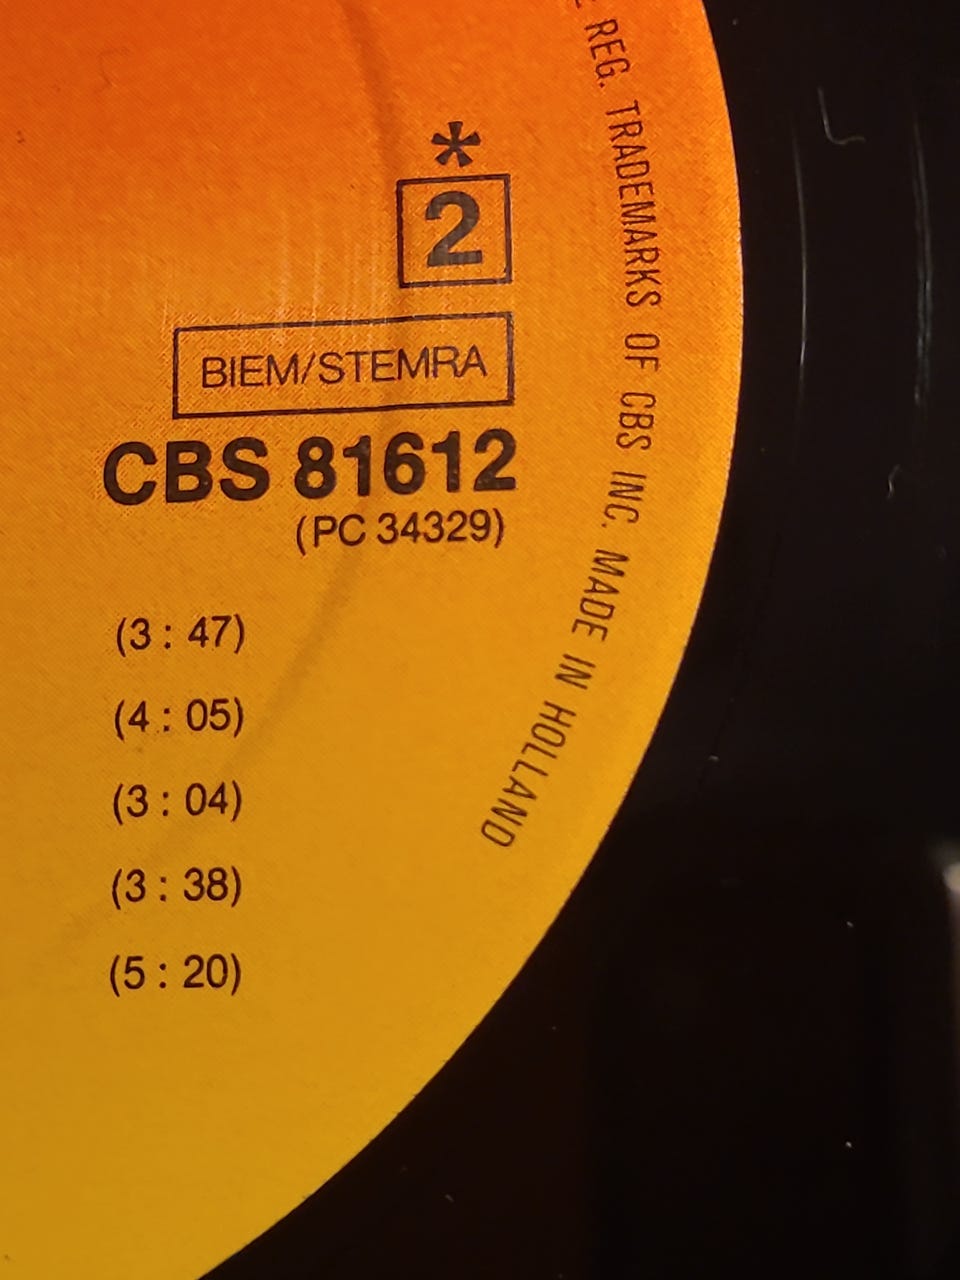 REG. TRADEMARKS OF CBS INC. MADE IN HOLLAND
*
2
BIEM/STEMRA
CBS 81612
(PC 34329)
(3 : 47)
(4 : 05)
(3 : 04)
(3 : 38)
(5 : 20)